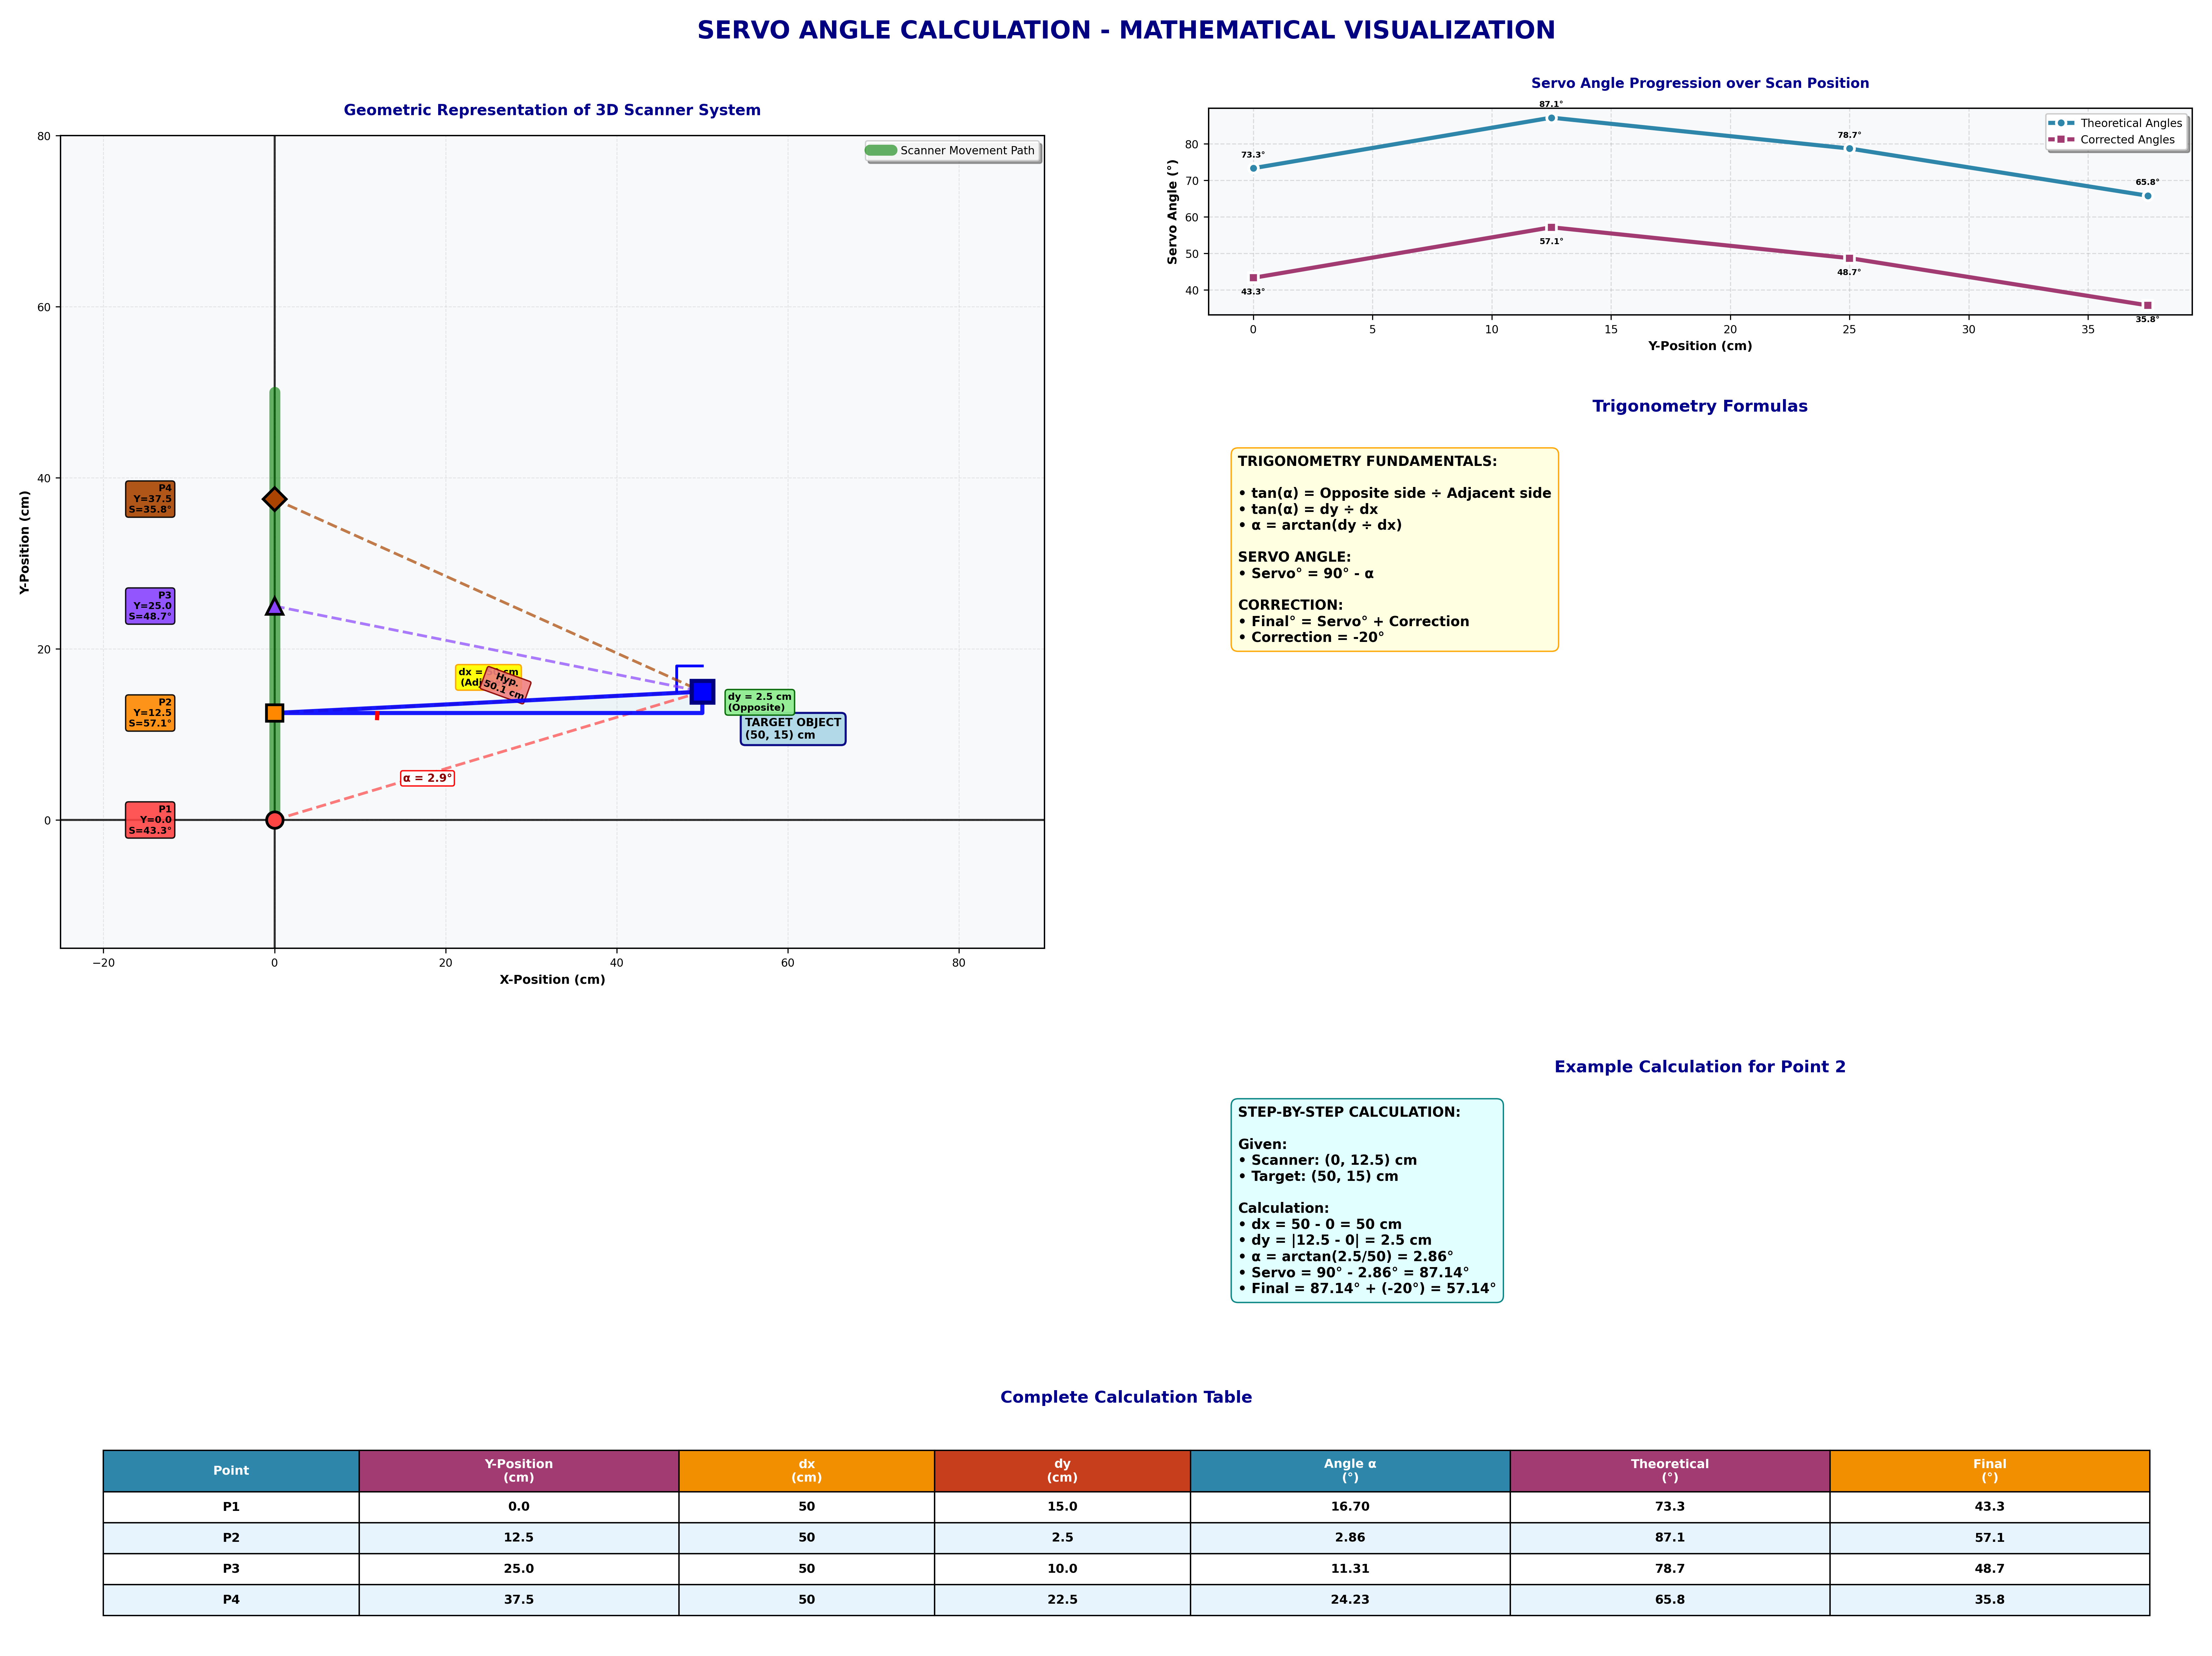 SERVO ANGLE CALCULATION - MATHEMATICAL VISUALIZATION
Geometric Representation of 3D Scanner System
Scanner Movement Path
80
60
40
20
0
Y-Position (cm)
P4
Y=37.5
S=35.8°
P3
Y=25.0
S=48.7°
P2
Y=12.5
S=57.1°
P1
Y=0.0
S=43.3°
dx = cm
(Adj
Hyp.
50.1 cm
dy = 2.5 cm
(Opposite)
TARGET OBJECT
(50, 15) cm
α = 2.9°
−20
0
20
40
60
80
X-Position (cm)
Servo Angle Progression over Scan Position
Theoretical Angles
Corrected Angles
Servo Angle (°)
80
70
60
50
40
73.3°
87.1°
78.7°
65.8°
43.3°
57.1°
48.7°
35.8°
0
5
10
15
20
25
30
35
Y-Position (cm)
Trigonometry Formulas
TRIGONOMETRY FUNDAMENTALS:
• tan(α) = Opposite side ÷ Adjacent side
• tan(α) = dy ÷ dx
• α = arctan(dy ÷ dx)
SERVO ANGLE:
• Servo° = 90° - α
CORRECTION:
• Final° = Servo° + Correction
• Correction = -20°
Example Calculation for Point 2
STEP-BY-STEP CALCULATION:
Given:
• Scanner: (0, 12.5) cm
• Target: (50, 15) cm
Calculation:
• dx = 50 - 0 = 50 cm
• dy = |12.5 - 0| = 2.5 cm
• α = arctan(2.5/50) = 2.86°
• Servo = 90° - 2.86° = 87.14°
• Final = 87.14° + (-20°) = 57.14°
Complete Calculation Table
Point Y-Position (cm) dx (cm) dy (cm) Angle α (°) Theoretical (°) Final (°)
P1 0.0 50 15.0 16.70 73.3 43.3
P2 12.5 50 2.5 2.86 87.1 57.1
P3 25.0 50 10.0 11.31 78.7 48.7
P4 37.5 50 22.5 24.23 65.8 35.8